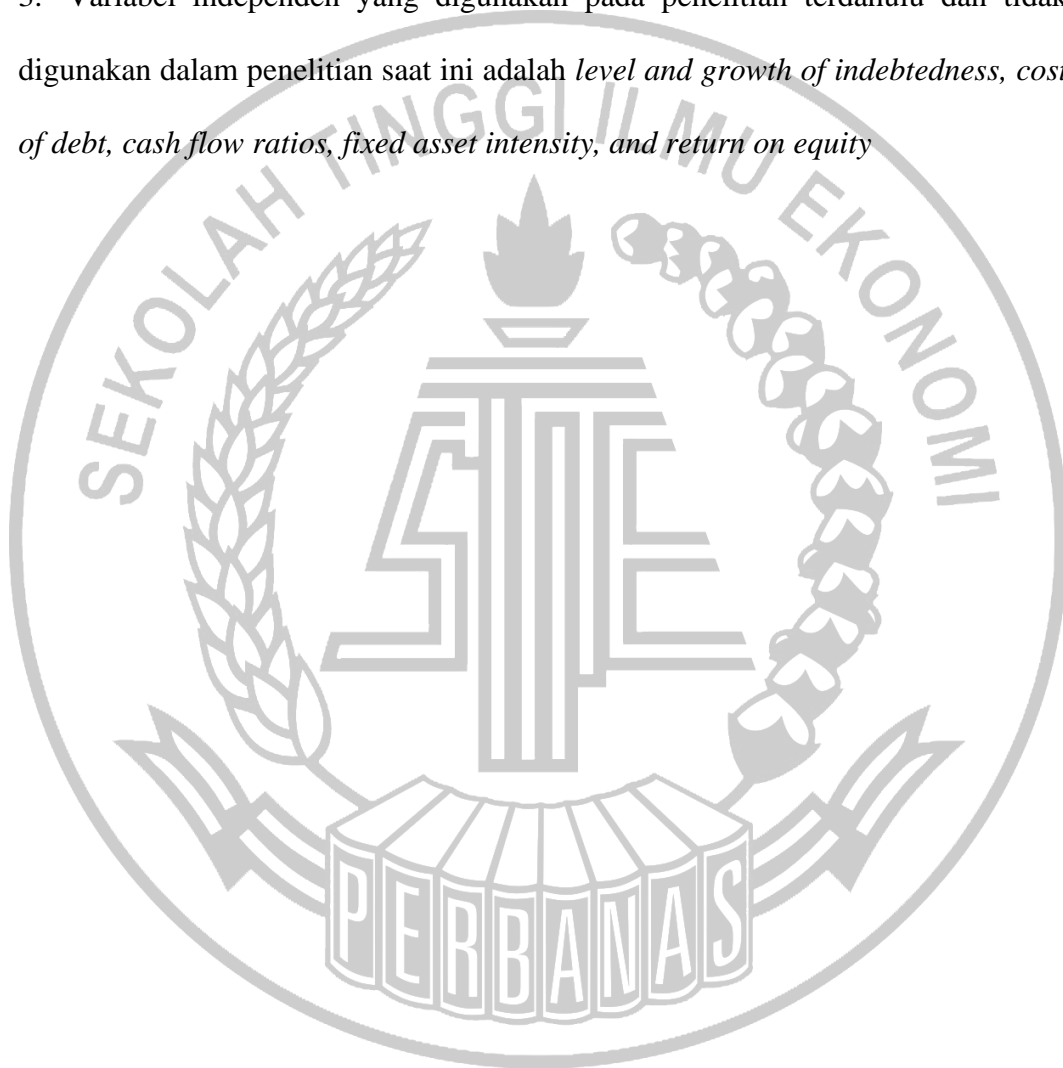 3. Variabel independen yang digunakan pada penelitian terdahulu dan tidak
digunakan dalam penelitian saat ini adalah level and growth of indebtedness, cost
of debt, cash flow ratios, fixed asset intensity, and return on equity
SEKOLAH TINGGI ILMU EKONOMI
STIE
PERBANAS